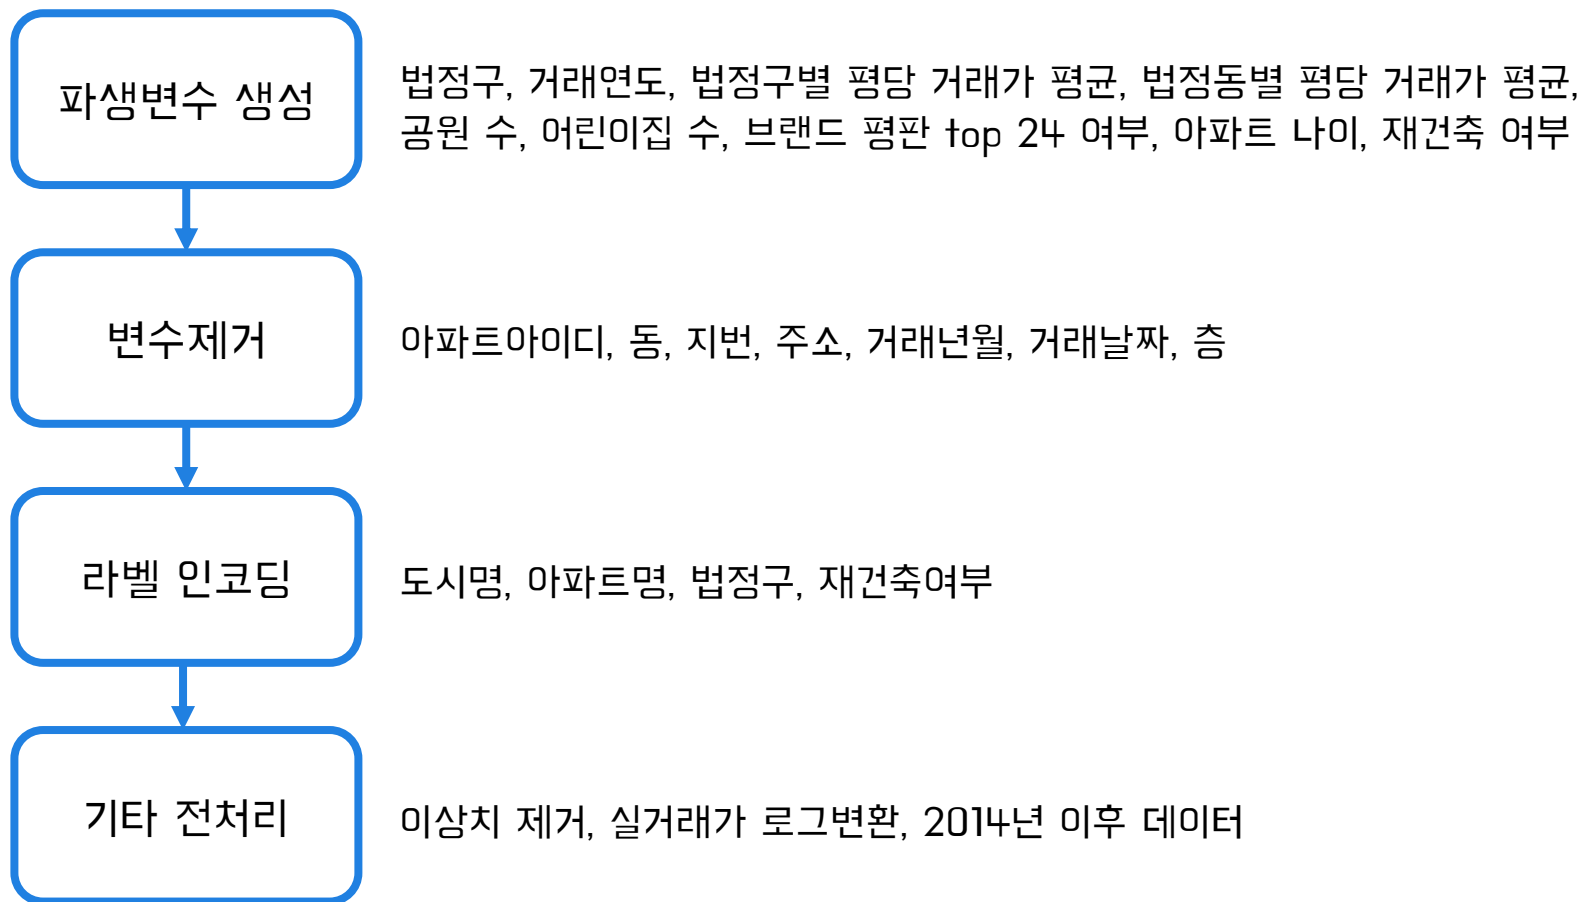 파생변수 생성
법정구, 거래연도, 법정구별 평당 거래가 평균, 법정동별 평당 거래가 평균,
공원 수, 어린이집 수, 브랜드 평판 top 24 여부, 아파트 나이, 재건축 여부
변수제거
아파트아이디, 동, 지번, 주소, 거래년월, 거래날짜, 층
라벨 인코딩
도시명, 아파트명, 법정구, 재건축여부
기타 전처리
이상치 제거, 실거래가 로그변환, 2014년 이후 데이터